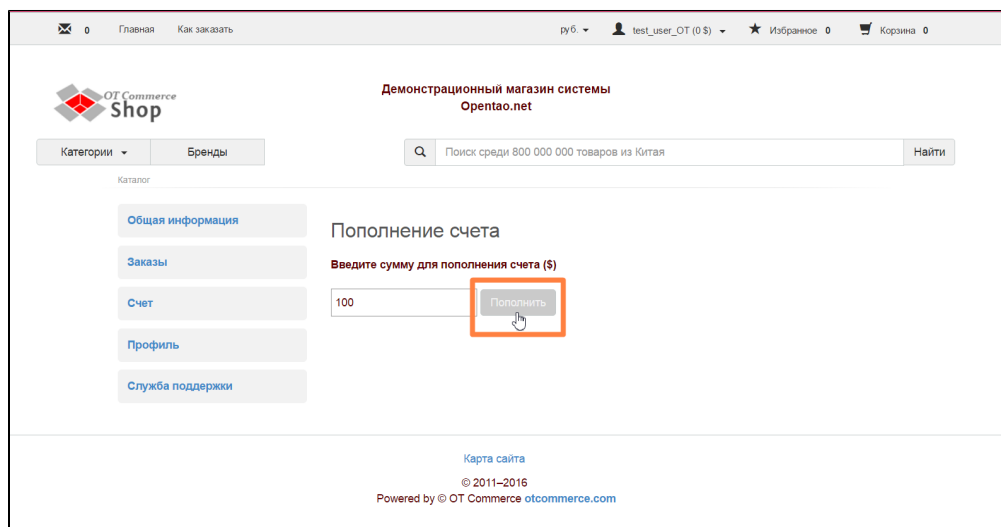 0 Главная Как заказать руб. test_user_OT (0 $) Избранное 0 Корзина 0
OT Commerce
Shop
Демонстрационный магазин системы
Opentao.net
Категории Бренды Поиск среди 800 000 000 товаров из Китая Найти
Каталог
Общая информация
Заказы
Счет
Профиль
Служба поддержки
Пополнение счета
Введите сумму для пополнения счета ($)
100 Пополнить
Карта сайта
© 2011–2016
Powered by © OT Commerce otcommerce.com